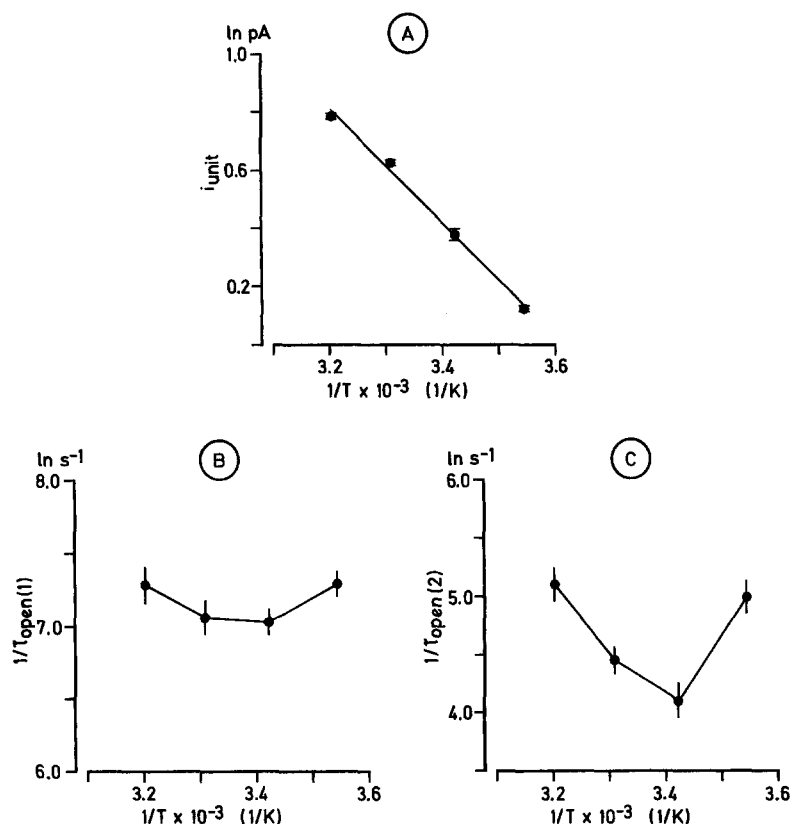 A
ln pA
1.0
0.6
0.2
i unit
3.2 3.4 3.6
1/T x 10⁻³ (1/K)
B
ln s⁻¹
8.0
7.0
6.0
1/τopen(1)
3.2 3.4 3.6
1/T x 10⁻³ (1/K)
C
ln s⁻¹
6.0
5.0
4.0
1/τopen(2)
3.2 3.4 3.6
1/T x 10⁻³ (1/K)